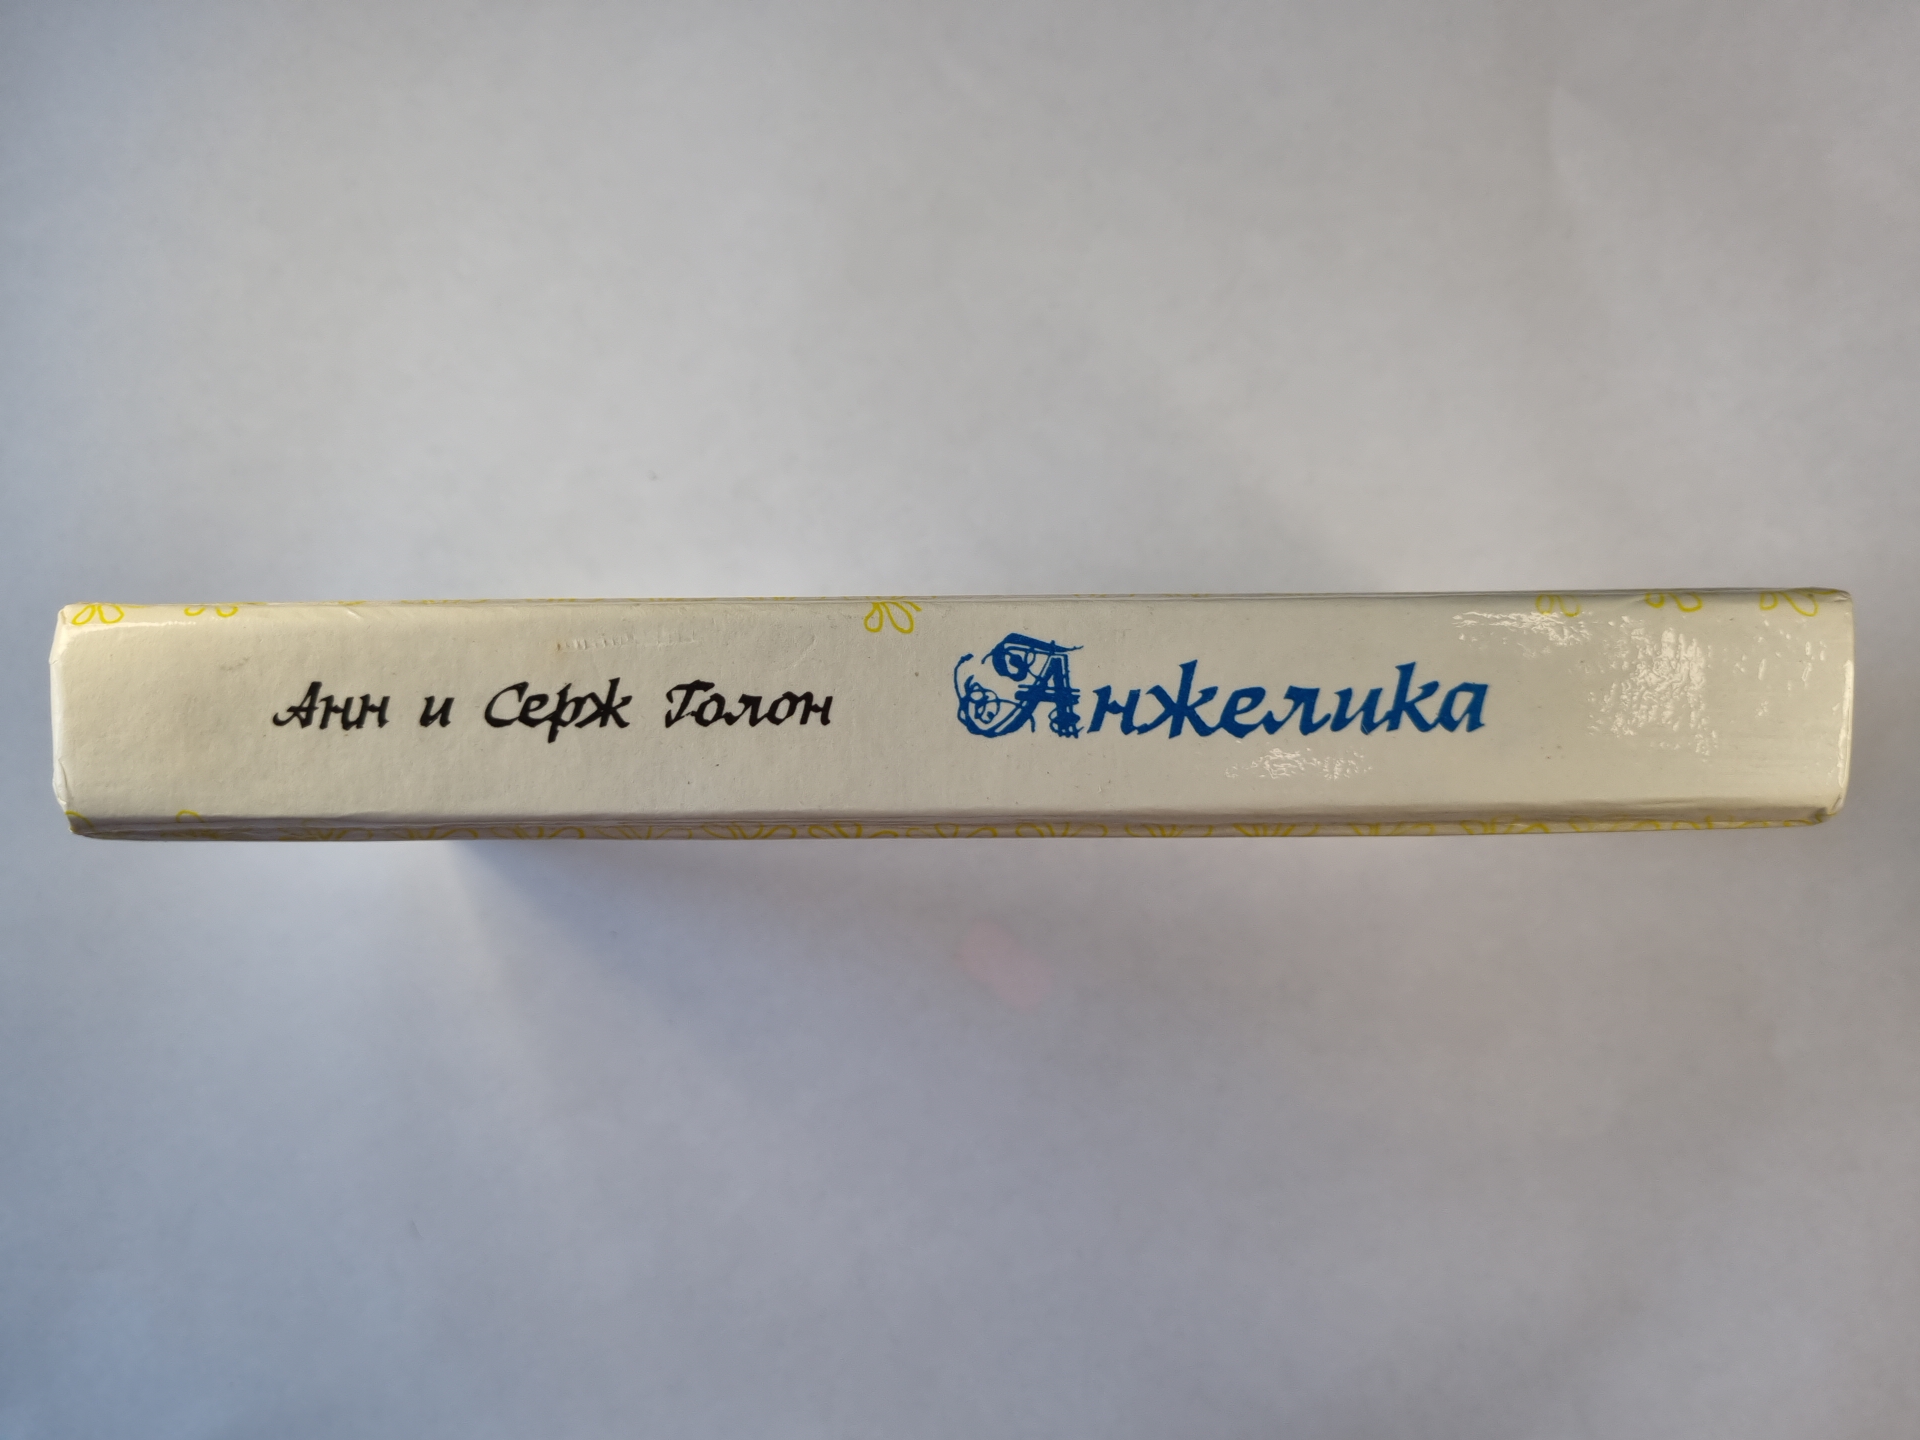 Анн и Серж Голон Анжелика